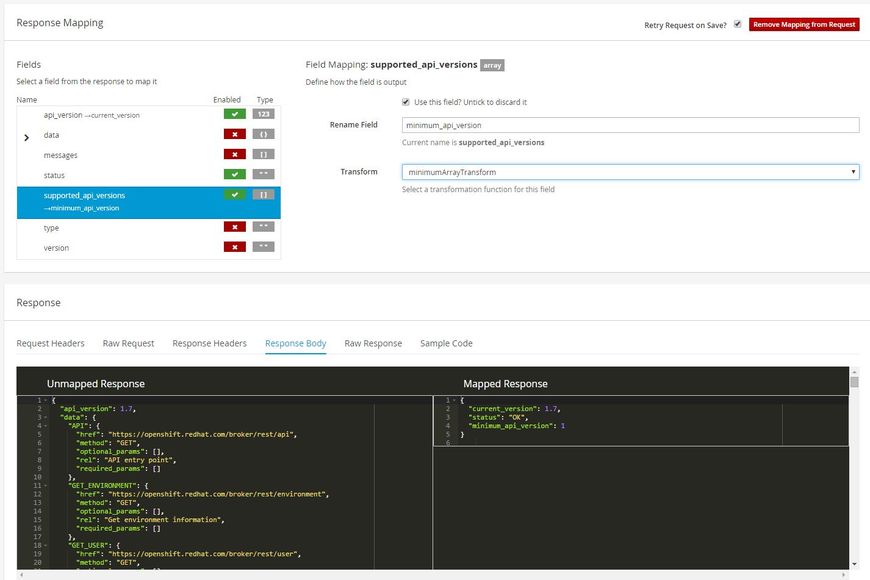 Response Mapping
Retry Request on Save?
Remove Mapping from Request
Fields
Select a field from the response to map it
Name Enabled Type
api_version →current_version 123
data { }
messages [ ]
status " "
supported_api_versions [ ]
→minimum_api_version
type " "
version " "
Field Mapping: supported_api_versions array
Define how the field is output
Use this field? Untick to discard it
Rename Field minimum_api_version
Current name is supported_api_versions
Transform minimumArrayTransform
Select a transformation function for this field
Response
Request Headers Raw Request Response Headers Response Body Raw Response Sample Code
Unmapped Response
1 {
2 "api_version": 1.7,
3 "data": {
4 "API": {
5 "href": "https://openshift.redhat.com/broker/rest/api",
6 "method": "GET",
7 "optional_params": [],
8 "rel": "API entry point",
9 "required_params": []
10 },
11 "GET_ENVIRONMENT": {
12 "href": "https://openshift.redhat.com/broker/rest/environment",
13 "method": "GET",
14 "optional_params": [],
15 "rel": "Get environment information",
16 "required_params": []
17 },
18 "GET_USER": {
19 "href": "https://openshift.redhat.com/broker/rest/user",
20 "method": "GET",
Mapped Response
1 {
2 "current_version": 1.7,
3 "status": "OK",
4 "minimum_api_version": 1
5 }
6